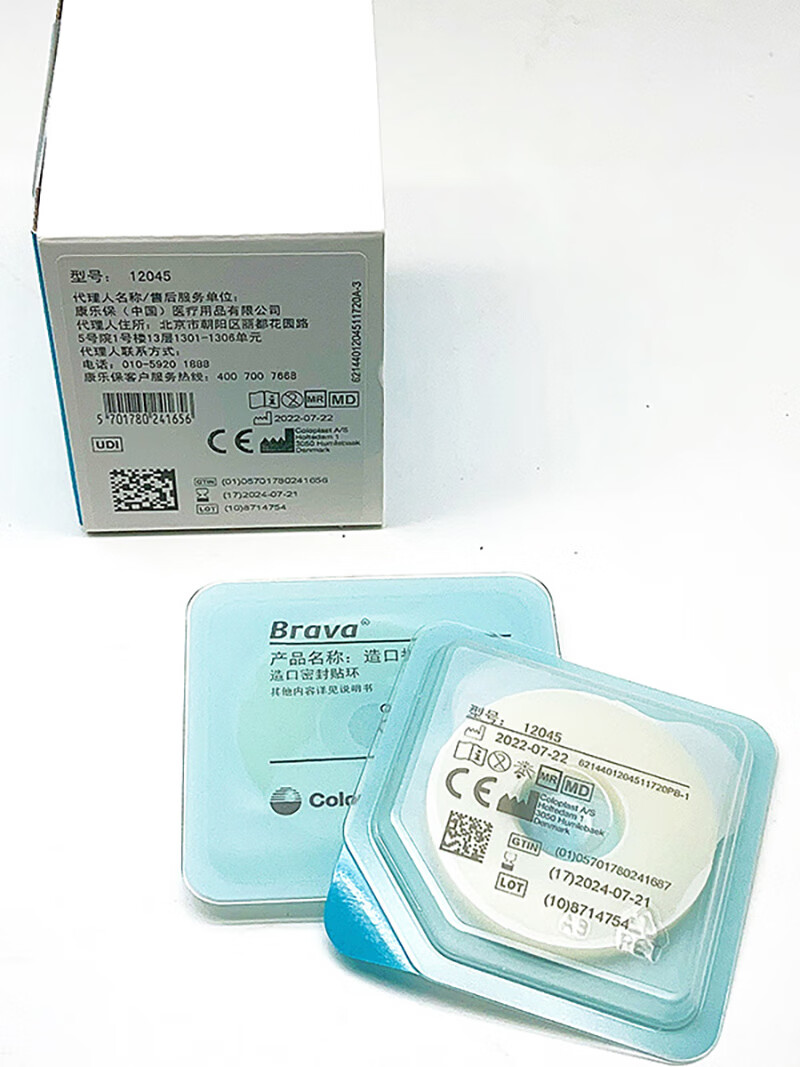 型号： 12045
代理人名称/售后服务单位：
康乐保（中国）医疗用品有限公司
代理人住所：北京市朝阳区丽都花园路
5号院1号楼13层1301-1306单元
代理人联系方式：
电话：010-5920 1888
康乐保客户服务热线：400 700 7668
6214401204511720A-3
MR MD
2022-07-22
5 701780 241656
CE
Coloplast A/S
Holtedam 1
3050 Humlebaek
Denmark
UDI
GTIN (01)05701780241656
(17)2024-07-21
LOT (10)8714754
Brava®
产品名称：造口
造口密封贴环
其他内容详见说明书
型号： 12045
2022-07-22 6214401204511720PB-1
MR MD
CE
Coloplast A/S
Holtedam 1
3050 Humlebaek
Denmark
GTIN (01)05701780241687
(17)2024-07-21
LOT (10)8714754
A3